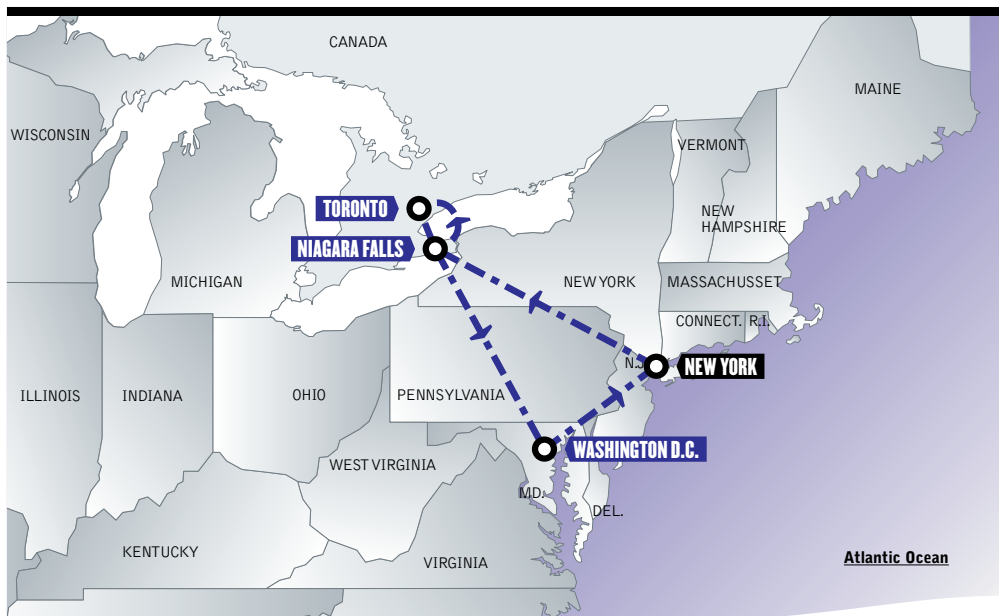 CANADA
MAINE
WISCONSIN
VERMONT
TORONTO
NEW
HAMPSHIRE
NIAGARA FALLS
MICHIGAN
NEW YORK
MASSACHUSSET
CONNECT.
R.I.
N.J.
NEW YORK
ILLINOIS
INDIANA
OHIO
PENNSYLVANIA
WASHINGTON D.C.
WEST VIRGINIA
MD.
DEL.
KENTUCKY
VIRGINIA
Atlantic Ocean